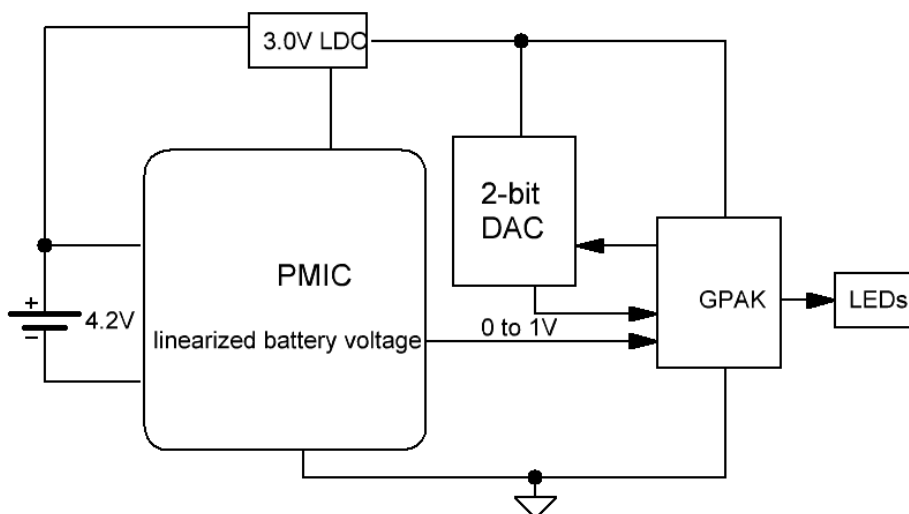 3.0V LDO
2-bit
DAC
PMIC
GPAK
LEDs
+
4.2V
−
linearized battery voltage
0 to 1V